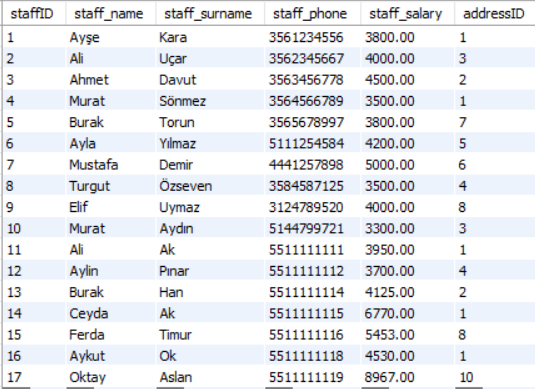 staffID staff_name staff_surname staff_phone staff_salary addressID
1 Ayşe Kara 3561234556 3800.00 1
2 Ali Uçar 3562345667 4000.00 3
3 Ahmet Davut 3563456778 4500.00 2
4 Murat Sönmez 3564566789 3500.00 1
5 Burak Torun 3565678997 3800.00 7
6 Ayla Yılmaz 5111254584 4200.00 5
7 Mustafa Demir 4441257898 5000.00 6
8 Turgut Özseven 3584587125 3500.00 4
9 Elif Uymaz 3124789520 4000.00 8
10 Murat Aydın 5144799721 3300.00 3
11 Ali Ak 5511111111 3950.00 1
12 Aylin Pınar 5511111112 3700.00 4
13 Burak Han 5511111114 4125.00 2
14 Ceyda Ak 5511111115 6770.00 1
15 Ferda Timur 5511111116 5453.00 8
16 Aykut Ok 5511111118 4530.00 1
17 Oktay Aslan 5511111119 8967.00 10